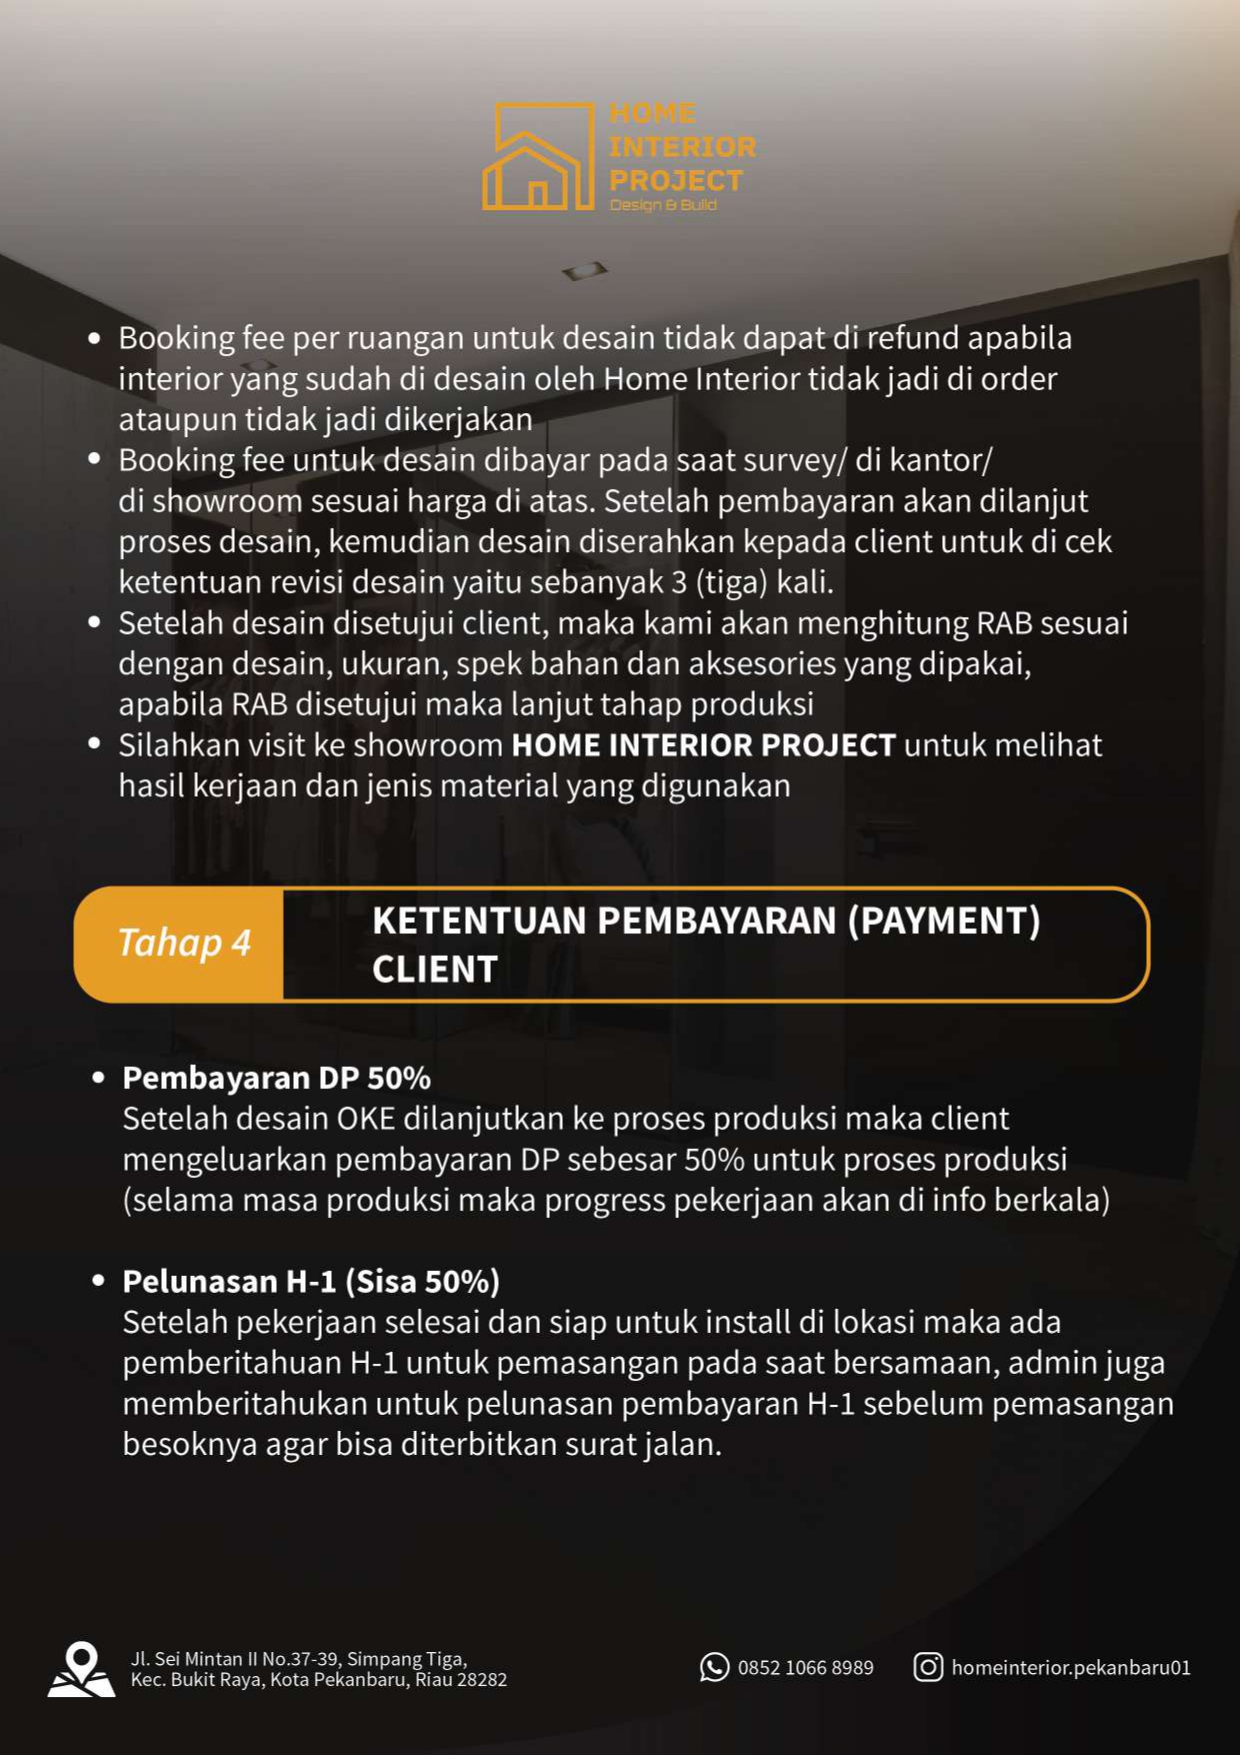 HOME
INTERIOR
PROJECT
Design & Build
• Booking fee per ruangan untuk desain tidak dapat di refund apabila
interior yang sudah di desain oleh Home Interior tidak jadi di order
ataupun tidak jadi dikerjakan
• Booking fee untuk desain dibayar pada saat survey/ di kantor/
di showroom sesuai harga di atas. Setelah pembayaran akan dilanjut
proses desain, kemudian desain diserahkan kepada client untuk di cek
ketentuan revisi desain yaitu sebanyak 3 (tiga) kali.
• Setelah desain disetujui client, maka kami akan menghitung RAB sesuai
dengan desain, ukuran, spek bahan dan aksesories yang dipakai,
apabila RAB disetujui maka lanjut tahap produksi
• Silahkan visit ke showroom HOME INTERIOR PROJECT untuk melihat
hasil kerjaan dan jenis material yang digunakan
Tahap 4
KETENTUAN PEMBAYARAN (PAYMENT)
CLIENT
• Pembayaran DP 50%
Setelah desain OKE dilanjutkan ke proses produksi maka client
mengeluarkan pembayaran DP sebesar 50% untuk proses produksi
(selama masa produksi maka progress pekerjaan akan di info berkala)
• Pelunasan H-1 (Sisa 50%)
Setelah pekerjaan selesai dan siap untuk install di lokasi maka ada
pemberitahuan H-1 untuk pemasangan pada saat bersamaan, admin juga
memberitahukan untuk pelunasan pembayaran H-1 sebelum pemasangan
besoknya agar bisa diterbitkan surat jalan.
Jl. Sei Mintan II No.37-39, Simpang Tiga,
Kec. Bukit Raya, Kota Pekanbaru, Riau 28282
0852 1066 8989
homeinterior.pekanbaru01